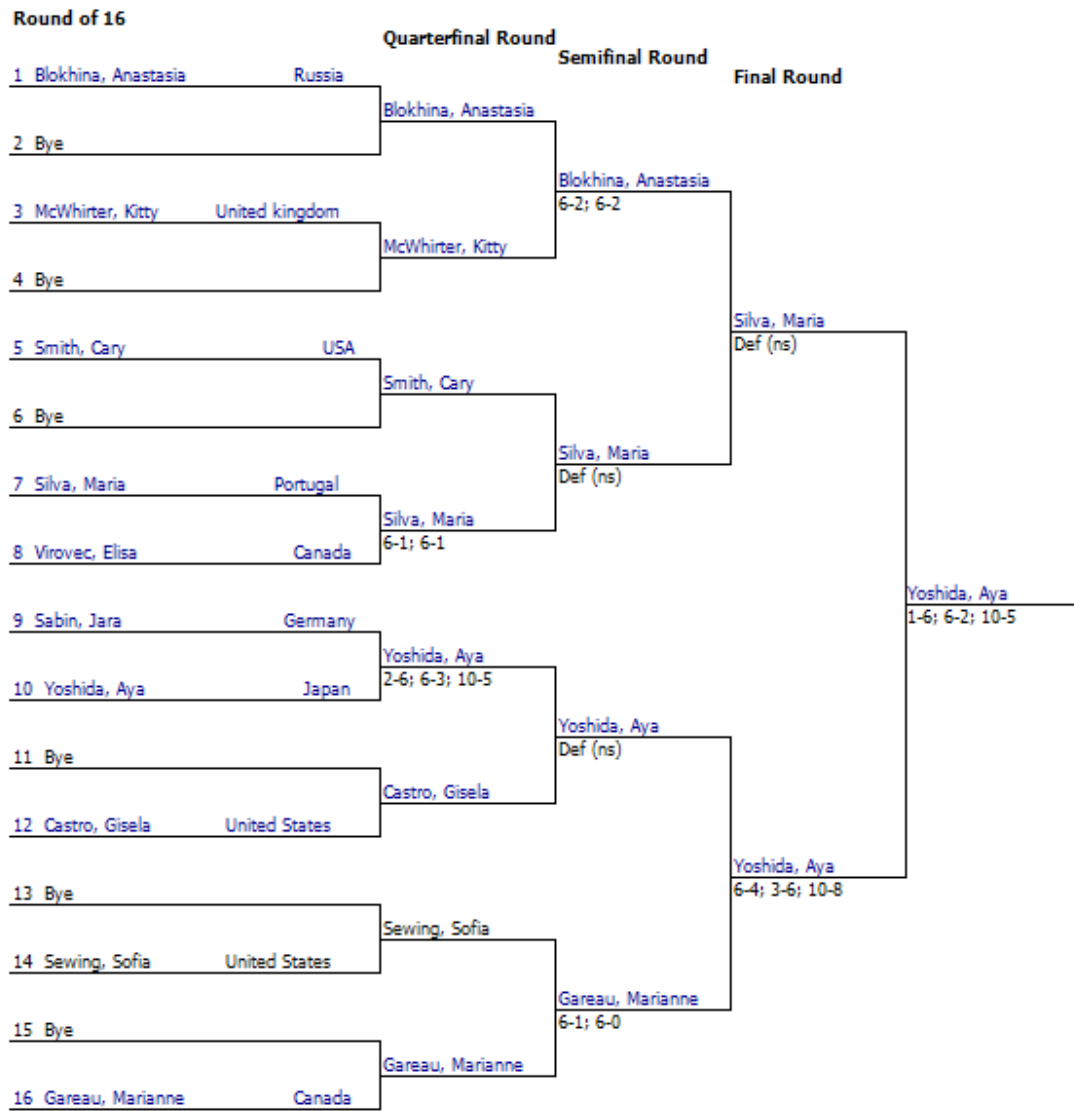 Round of 16
Quarterfinal Round
Semifinal Round
Final Round
1 Blokhina, Anastasia Russia
Blokhina, Anastasia
2 Bye
Blokhina, Anastasia
6-2; 6-2
3 McWhirter, Kitty United kingdom
McWhirter, Kitty
4 Bye
Silva, Maria
Def (ns)
5 Smith, Cary USA
Smith, Cary
6 Bye
Silva, Maria
Def (ns)
7 Silva, Maria Portugal
Silva, Maria
6-1; 6-1
8 Virovec, Elisa Canada
Yoshida, Aya
1-6; 6-2; 10-5
9 Sabin, Jara Germany
Yoshida, Aya
2-6; 6-3; 10-5
10 Yoshida, Aya Japan
Yoshida, Aya
Def (ns)
11 Bye
Castro, Gisela
12 Castro, Gisela United States
Yoshida, Aya
6-4; 3-6; 10-8
13 Bye
Sewing, Sofia
14 Sewing, Sofia United States
Gareau, Marianne
6-1; 6-0
15 Bye
Gareau, Marianne
16 Gareau, Marianne Canada